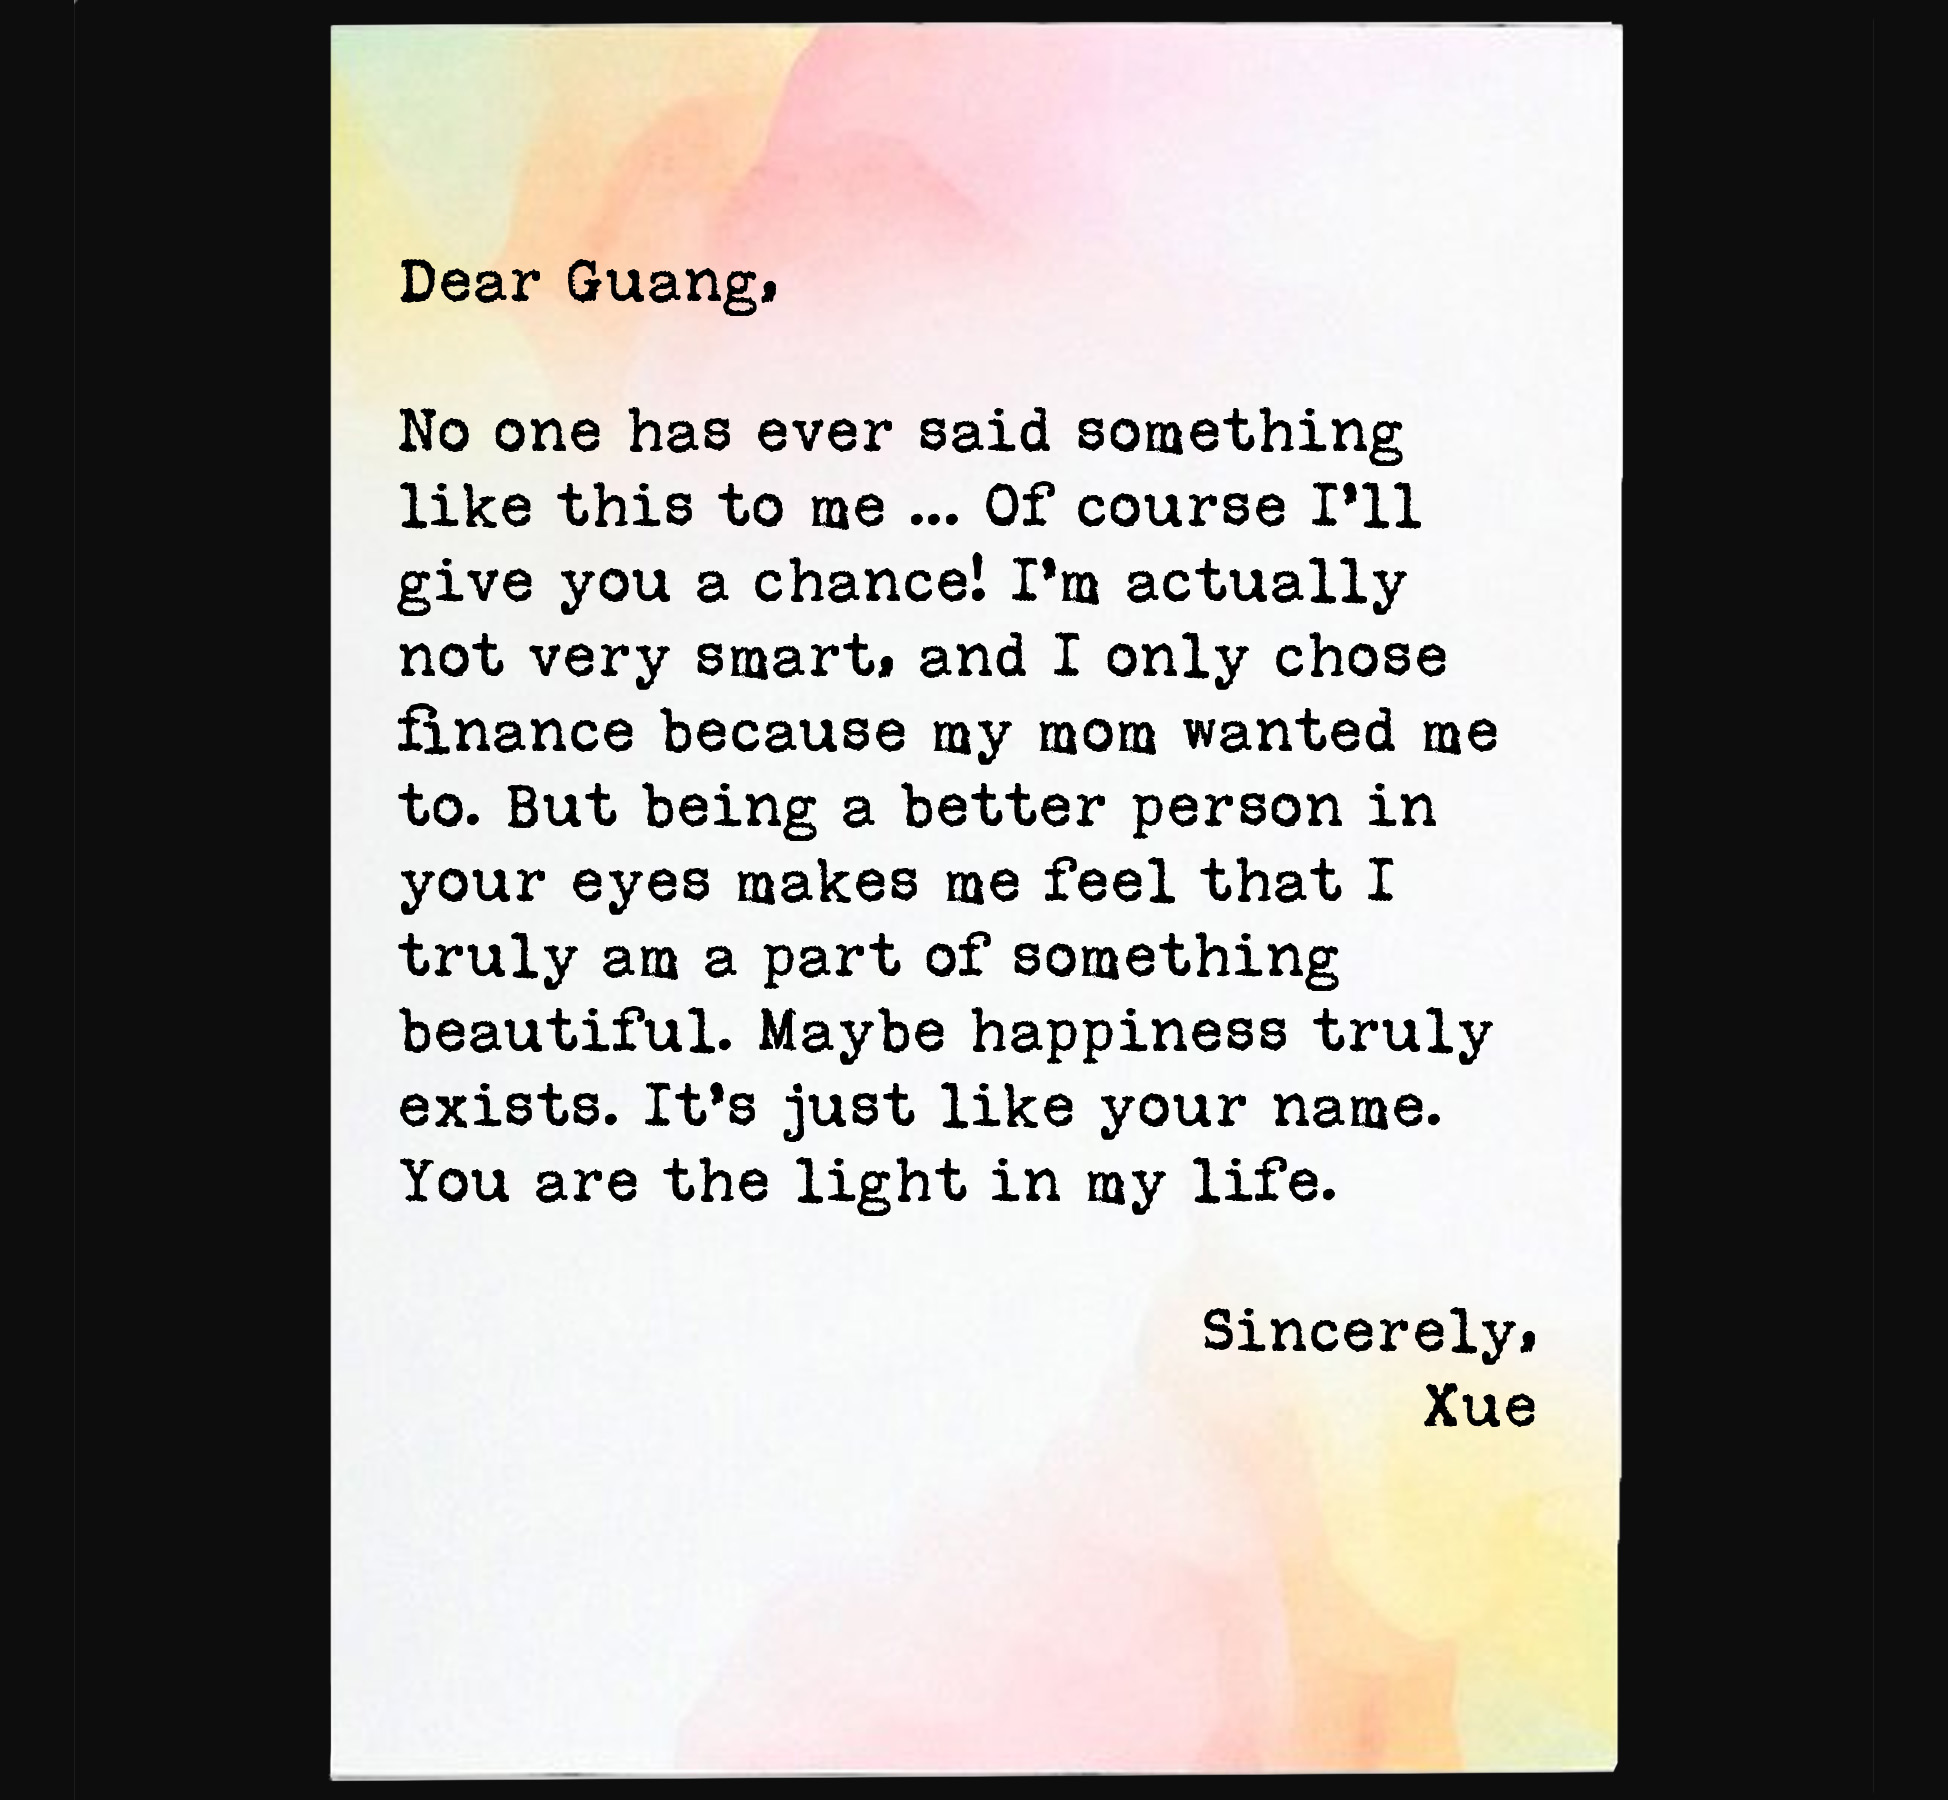 Dear Guang,
No one has ever said something
like this to me ... Of course I'll
give you a chance! I'm actually
not very smart, and I only chose
finance because my mom wanted me
to. But being a better person in
your eyes makes me feel that I
truly am a part of something
beautiful. Maybe happiness truly
exists. It's just like your name.
You are the light in my life.
Sincerely,
Xue